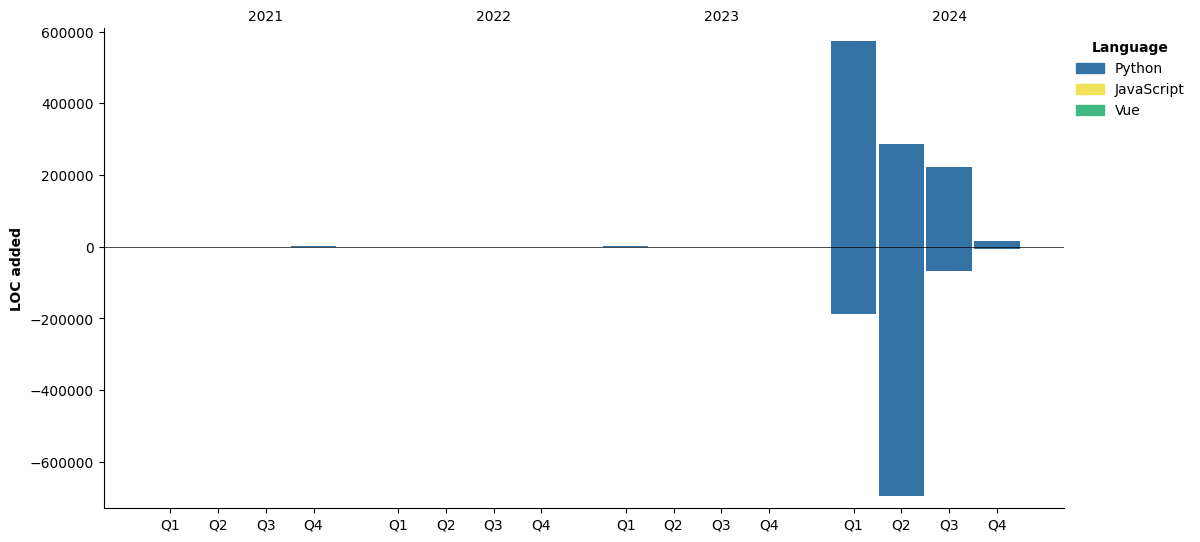 2021 2022 2023 2024
600000
400000
200000
0
−200000
−400000
−600000
LOC added
Q1 Q2 Q3 Q4 Q1 Q2 Q3 Q4 Q1 Q2 Q3 Q4 Q1 Q2 Q3 Q4
Language
Python
JavaScript
Vue